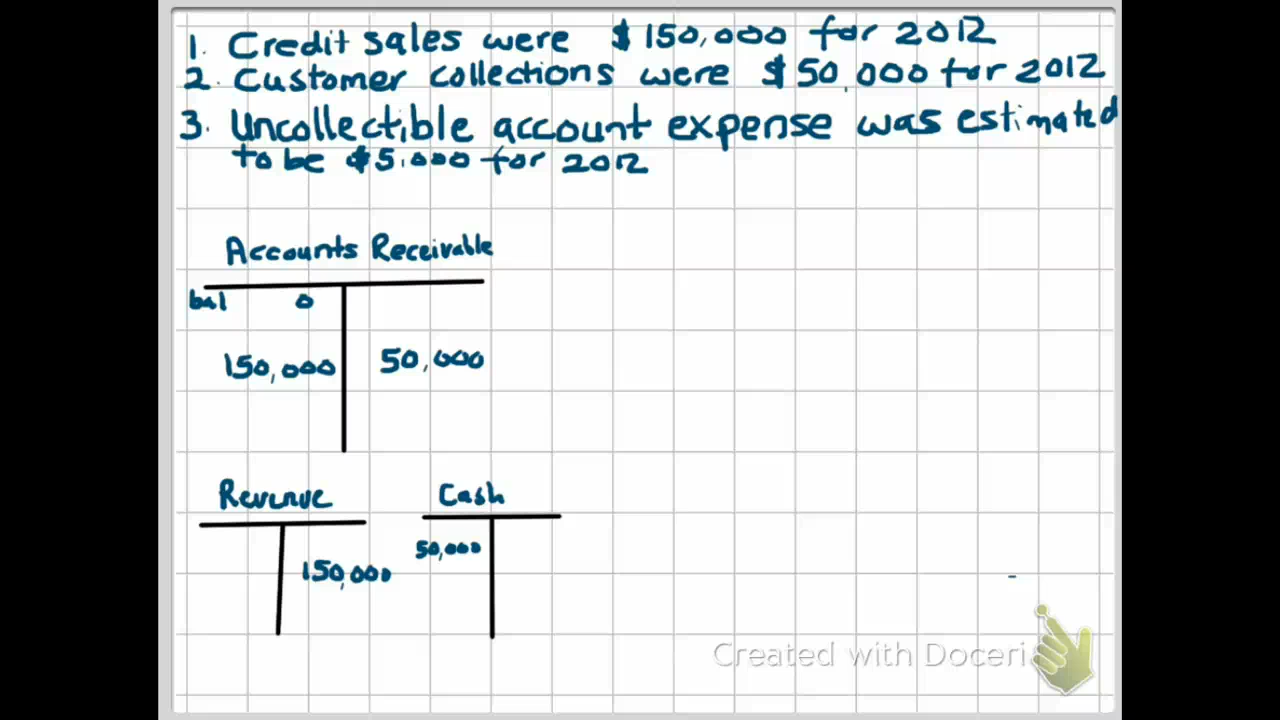 1. Credit sales were $150,000 for 2012
2. Customer collections were $50,000 for 2012
3. Uncollectible account expense was estimated
to be $5,000 for 2012
Accounts Receivable
bal 0
150,000 50,000
Revenue Cash
50,000
150,000
Created with Doceri